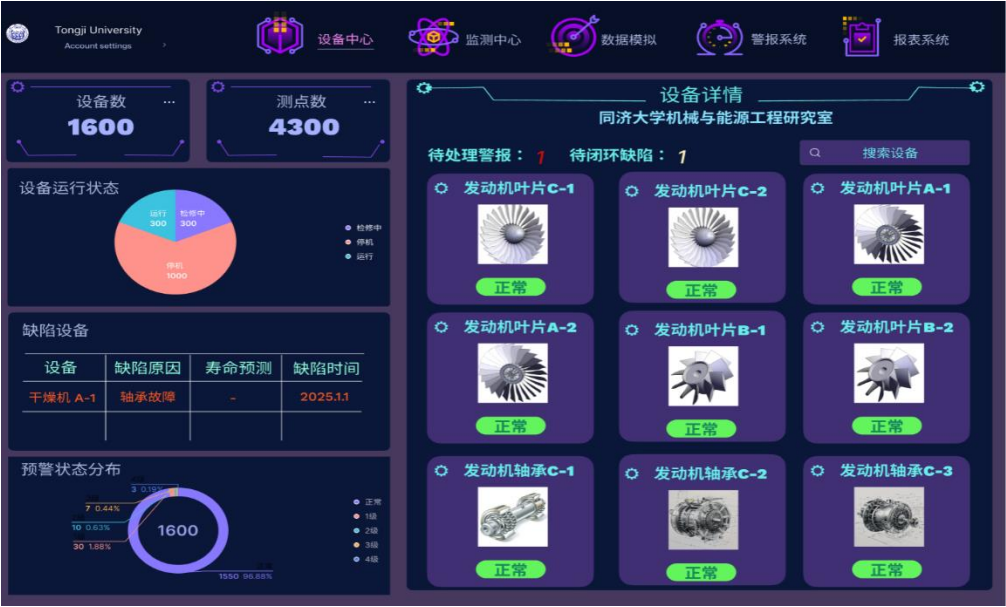 Tongji University
Account settings
设备中心
监测中心
数据模拟
警报系统
报表系统
设备数 ...
1600
测点数 ...
4300
设备运行状态
运行
300
检修中
300
停机
1000
检修中
停机
运行
缺陷设备
设备 缺陷原因 寿命预测 缺陷时间
干燥机 A-1 轴承故障 - 2025.1.1
预警状态分布
3 0.19%
7 0.44%
10 0.63%
30 1.88%
1600
1550 96.88%
正常
1级
2级
3级
4级
设备详情
同济大学机械与能源工程研究室
待处理警报： 1 待闭环缺陷： 1
搜索设备
发动机叶片C-1
正常
发动机叶片C-2
正常
发动机叶片A-1
正常
发动机叶片A-2
正常
发动机叶片B-1
正常
发动机叶片B-2
正常
发动机轴承C-1
正常
发动机轴承C-2
正常
发动机轴承C-3
正常